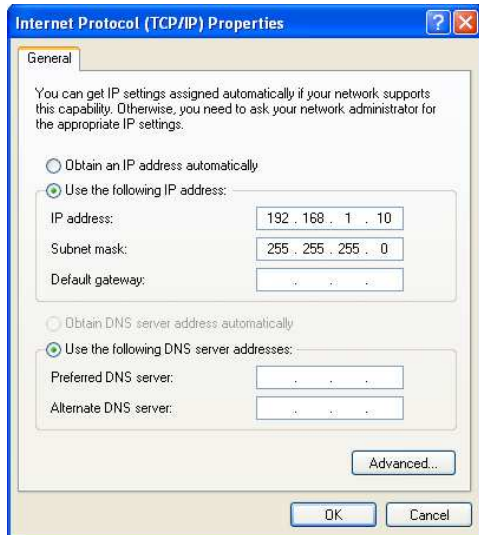 Internet Protocol (TCP/IP) Properties
General
You can get IP settings assigned automatically if your network supports
this capability. Otherwise, you need to ask your network administrator for
the appropriate IP settings.
Obtain an IP address automatically
Use the following IP address:
IP address: 192 . 168 . 1 . 10
Subnet mask: 255 . 255 . 255 . 0
Default gateway: . . .
Obtain DNS server address automatically
Use the following DNS server addresses:
Preferred DNS server: . . .
Alternate DNS server: . . .
Advanced...
OK Cancel